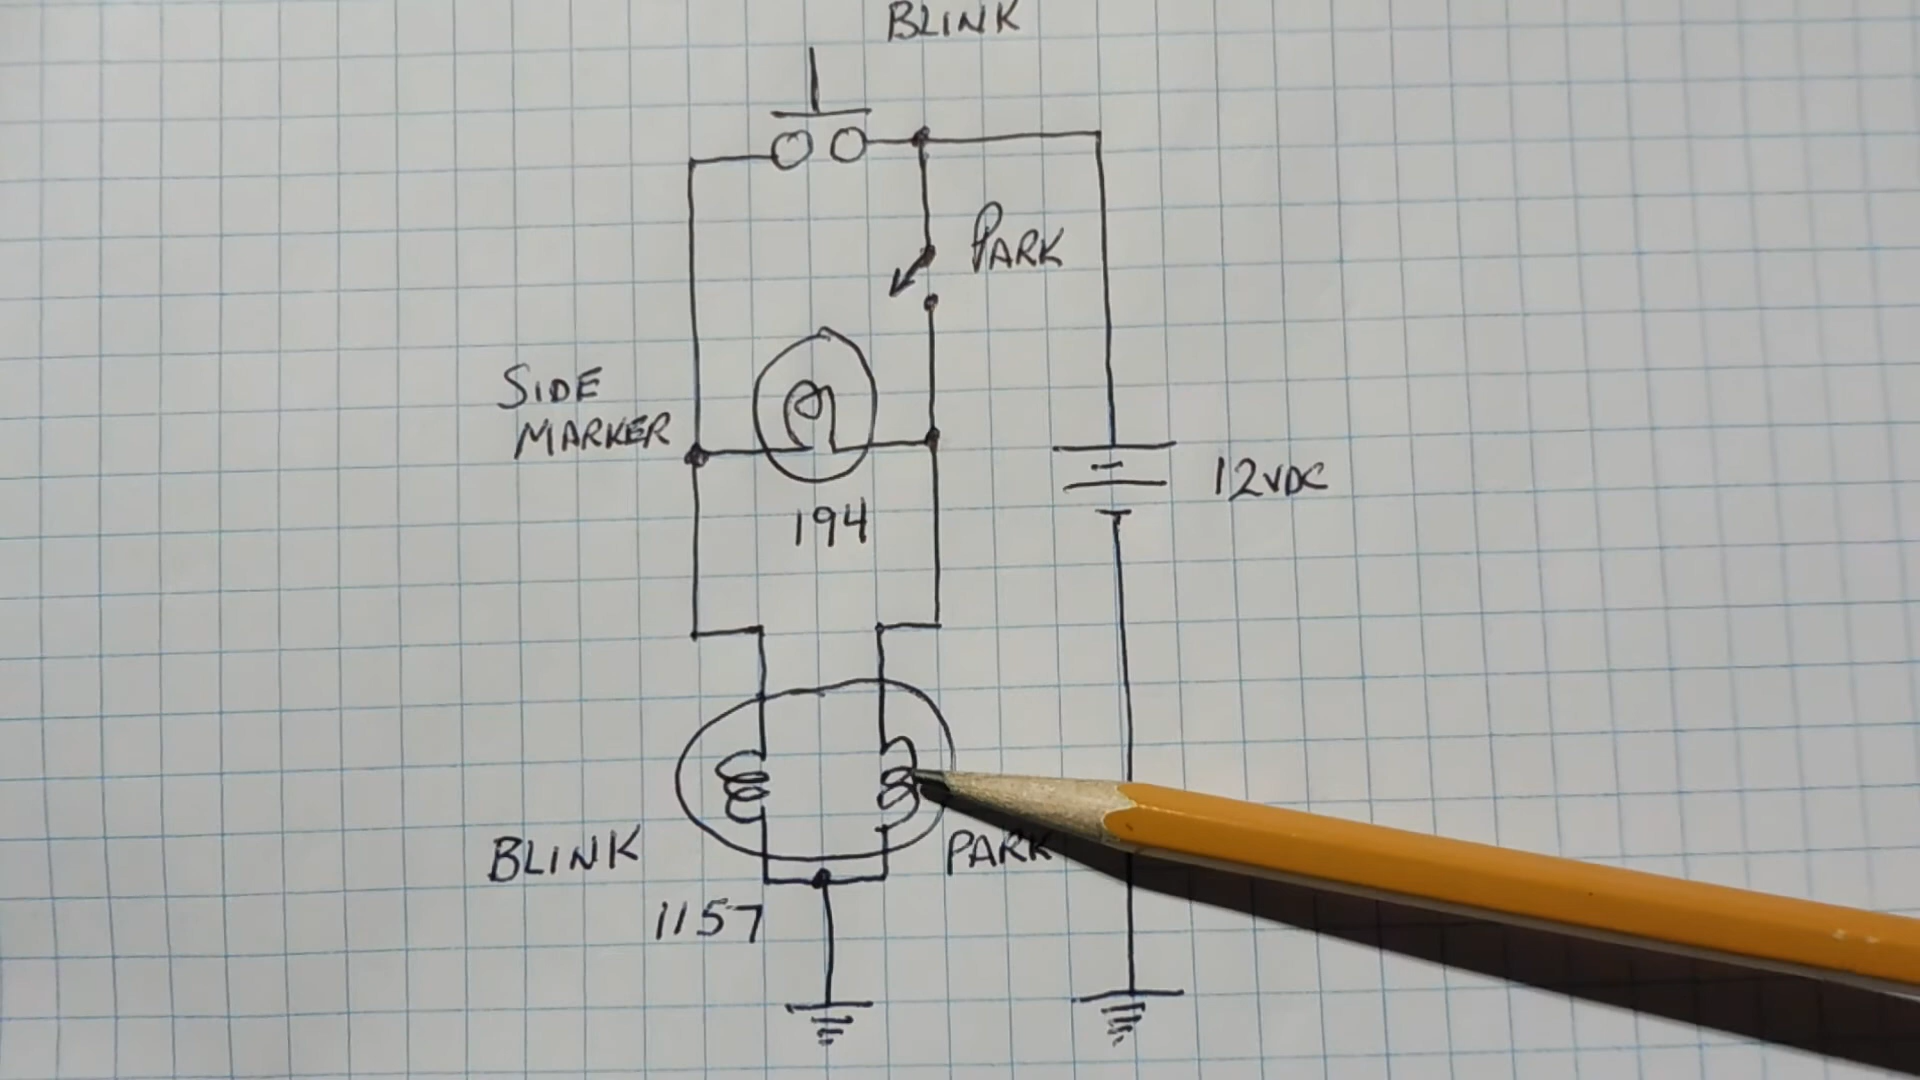 BLINK
PARK
SIDE
MARKER
194
12VDC
BLINK
PARK
1157